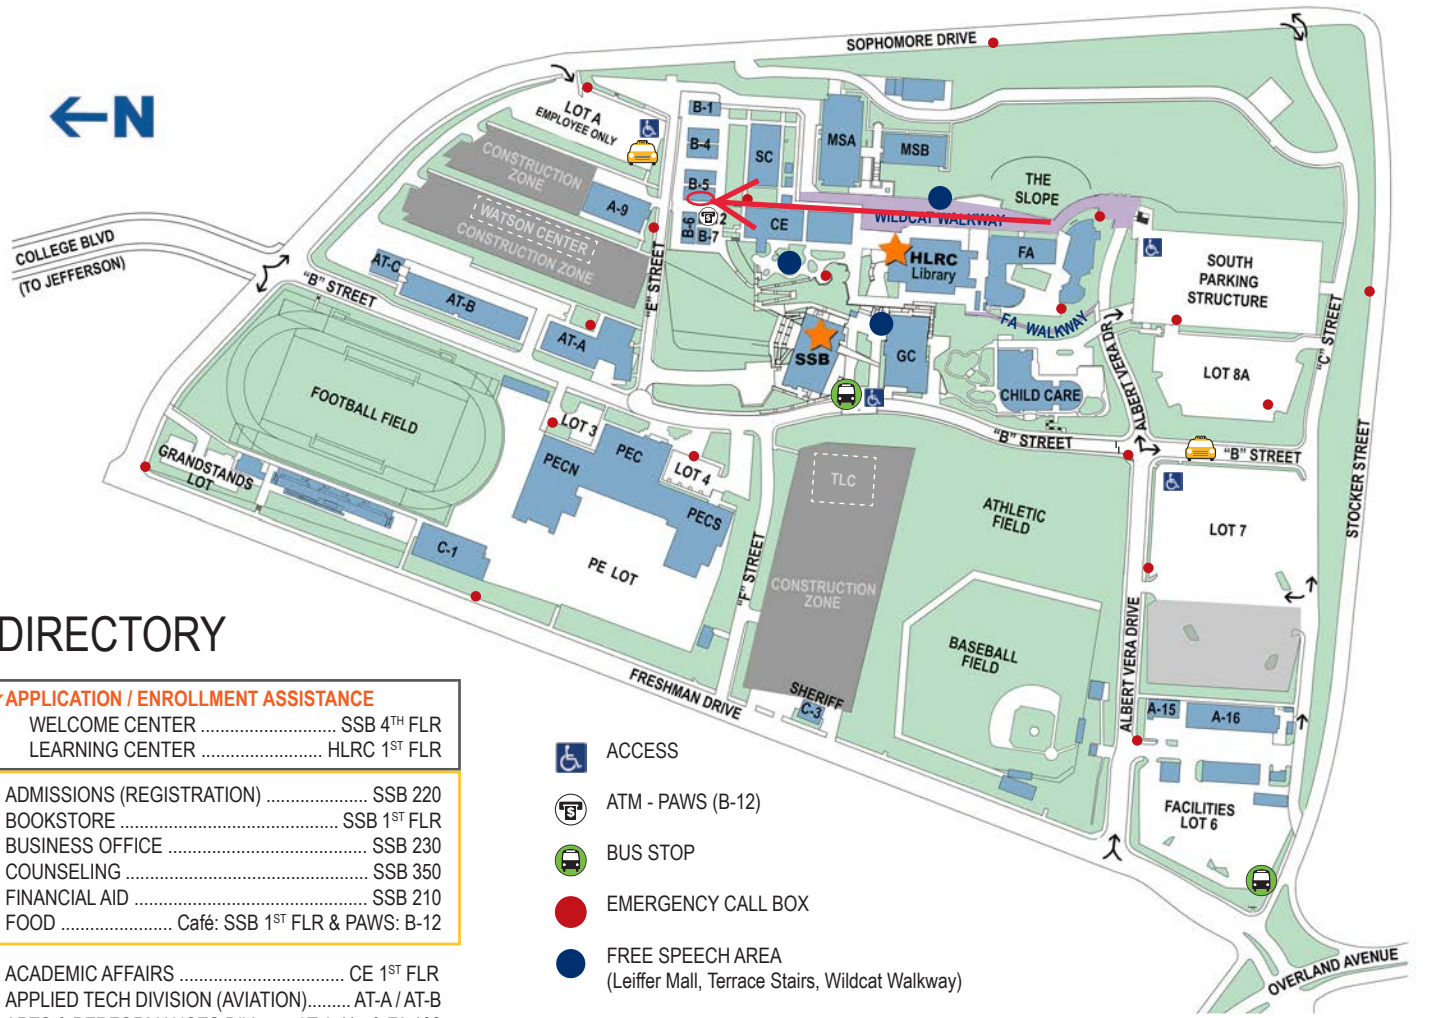 SOPHOMORE DRIVE
N
LOT A
EMPLOYEE ONLY
B-1
B-4
B-5
B-6
B-7
2
SC
CE
MSA
MSB
THE
SLOPE
CONSTRUCTION
ZONE
A-9
WATSON CENTER
CONSTRUCTION ZONE
WILDCAT WALKWAY
HLRC
Library
FA
FA WALKWAY
SOUTH
PARKING
STRUCTURE
COLLEGE BLVD
(TO JEFFERSON)
"B" STREET
"E" STREET
AT-C
AT-B
AT-A
SSB
GC
CHILD CARE
ALBERT VERA DR.
LOT 8A
"C" STREET
STOCKER STREET
FOOTBALL FIELD
GRANDSTANDS
LOT
LOT 3
PECN
PEC
LOT 4
PECS
PE LOT
C-1
"B" STREET
"B" STREET
TLC
CONSTRUCTION
ZONE
ATHLETIC
FIELD
LOT 7
"F" STREET
BASEBALL
FIELD
ALBERT VERA DRIVE
FRESHMAN DRIVE
SHERIFF
C-3
A-15
A-16
FACILITIES
LOT 6
OVERLAND AVENUE
DIRECTORY
APPLICATION / ENROLLMENT ASSISTANCE
WELCOME CENTER ............................ SSB 4TH FLR
LEARNING CENTER ......................... HLRC 1ST FLR
ADMISSIONS (REGISTRATION) ..................... SSB 220
BOOKSTORE ............................................. SSB 1ST FLR
BUSINESS OFFICE ......................................... SSB 230
COUNSELING .................................................. SSB 350
FINANCIAL AID ................................................ SSB 210
FOOD ....................... Café: SSB 1ST FLR & PAWS: B-12
ACADEMIC AFFAIRS .................................. CE 1ST FLR
APPLIED TECH DIVISION (AVIATION)......... AT-A / AT-B
ACCESS
ATM - PAWS (B-12)
BUS STOP
EMERGENCY CALL BOX
FREE SPEECH AREA
(Leiffer Mall, Terrace Stairs, Wildcat Walkway)